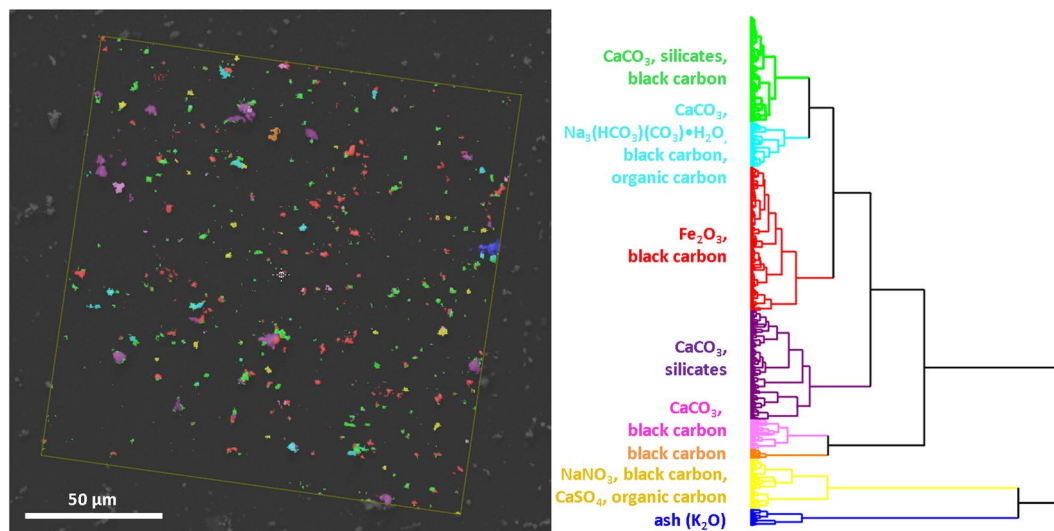 CaCO₃, silicates,
black carbon
CaCO₃,
Na₃(HCO₃)(CO₃)•H₂O,
black carbon,
organic carbon
Fe₂O₃,
black carbon
CaCO₃,
silicates
CaCO₃,
black carbon
black carbon
NaNO₃, black carbon,
CaSO₄, organic carbon
ash (K₂O)
50 μm